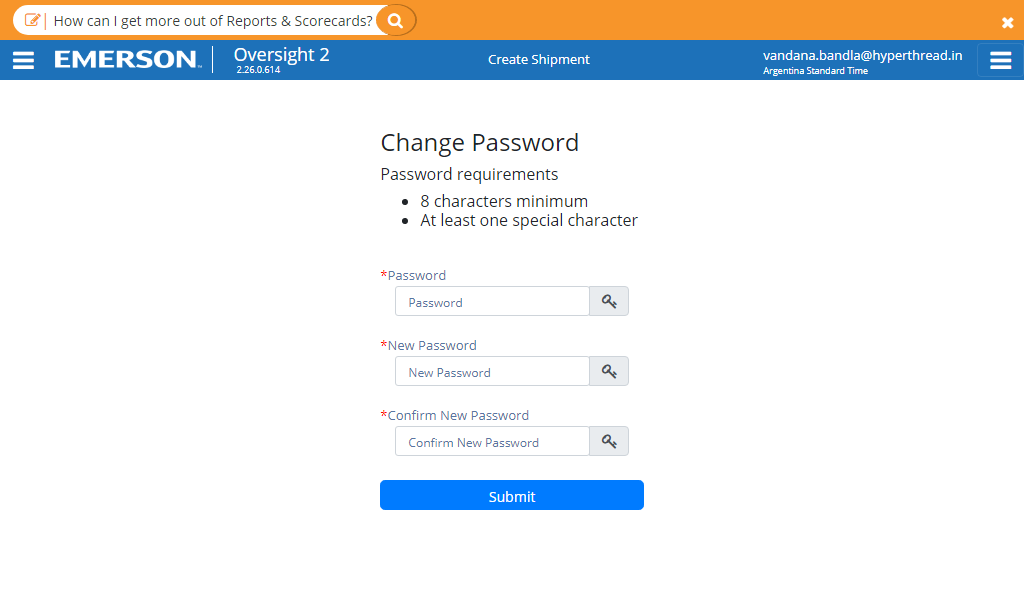 How can I get more out of Reports & Scorecards?
EMERSON™
Oversight 2
2.26.0.614
Create Shipment
vandana.bandla@hyperthread.in
Argentina Standard Time
Change Password
Password requirements
• 8 characters minimum
• At least one special character
*Password
Password
*New Password
New Password
*Confirm New Password
Confirm New Password
Submit